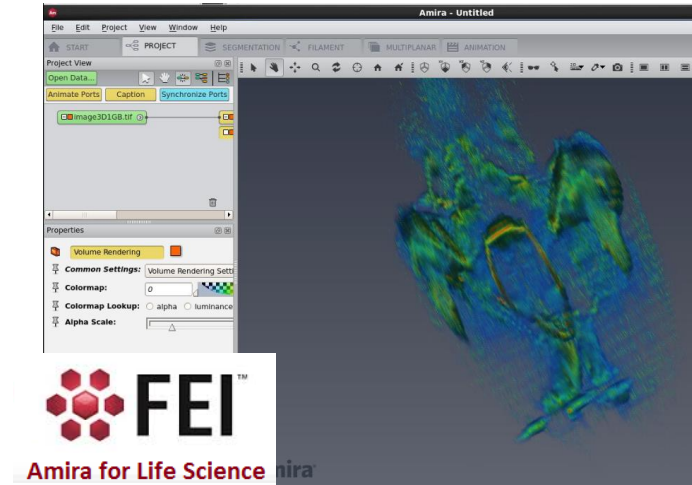 Amira - Untitled
File Edit Project View Window Help
START PROJECT SEGMENTATION FILAMENT MULTIPLANAR ANIMATION
Project View
Open Data...
Animate Ports Caption Synchronize Ports
image3D1GB.tif
Properties
Volume Rendering
Common Settings: Volume Rendering Setti
Colormap: 0
Colormap Lookup: alpha luminance
Alpha Scale:
FEI™
Amira for Life Science
mira